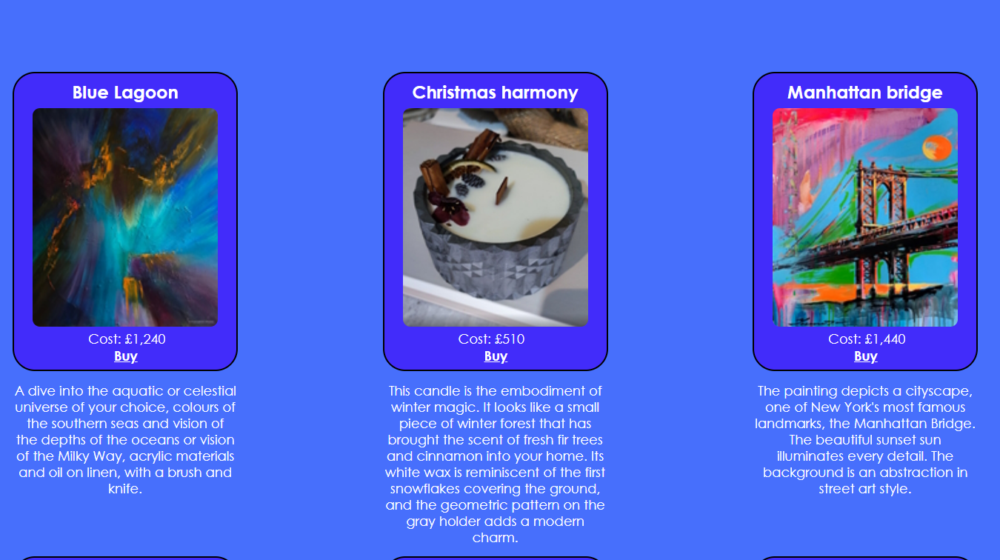 Blue Lagoon
Cost: £1,240
Buy
A dive into the aquatic or celestial
universe of your choice, colours of
the southern seas and vision of
the depths of the oceans or vision
of the Milky Way, acrylic materials
and oil on linen, with a brush and
knife.
Christmas harmony
Cost: £510
Buy
This candle is the embodiment of
winter magic. It looks like a small
piece of winter forest that has
brought the scent of fresh fir trees
and cinnamon into your home. Its
white wax is reminiscent of the first
snowflakes covering the ground,
and the geometric pattern on the
gray holder adds a modern
charm.
Manhattan bridge
Cost: £1,440
Buy
The painting depicts a cityscape,
one of New York's most famous
landmarks, the Manhattan Bridge.
The beautiful sunset sun
illuminates every detail. The
background is an abstraction in
street art style.